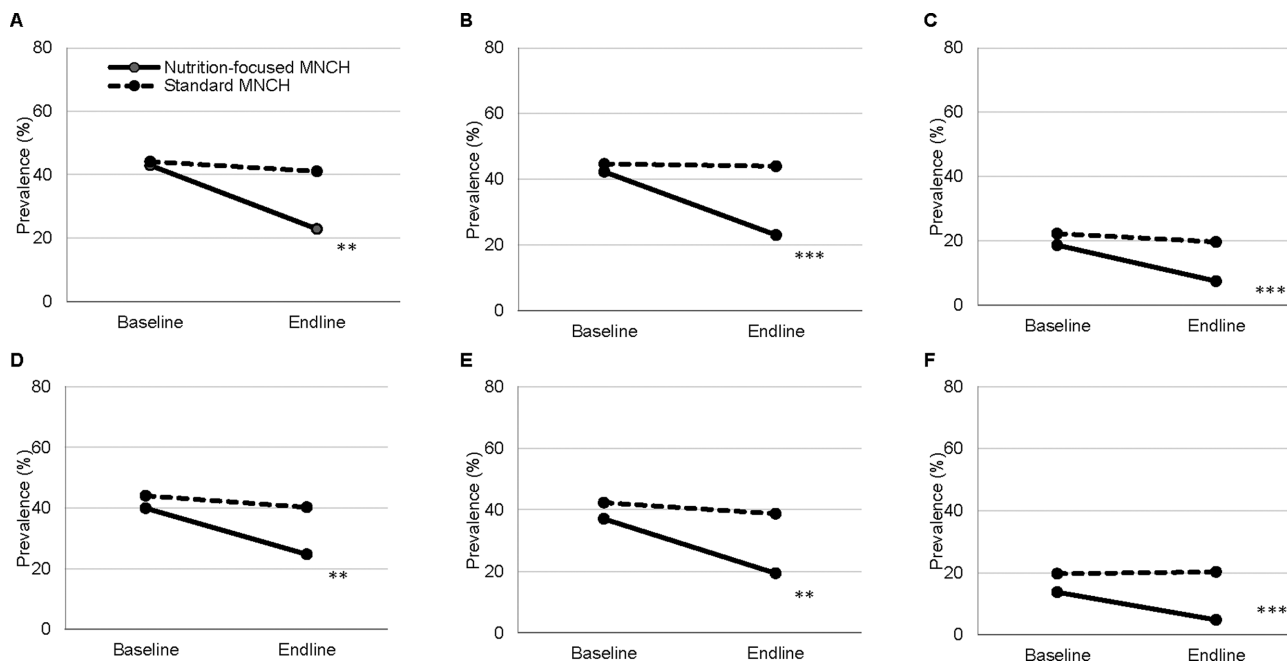 A
Prevalence (%)
80
60
40
20
0
Nutrition-focused MNCH
Standard MNCH
**
Baseline Endline
B
Prevalence (%)
80
60
40
20
0
***
Baseline Endline
C
Prevalence (%)
80
60
40
20
0
***
Baseline Endline
D
Prevalence (%)
80
60
40
20
0
**
Baseline Endline
E
Prevalence (%)
80
60
40
20
0
**
Baseline Endline
F
Prevalence (%)
80
60
40
20
0
***
Baseline Endline